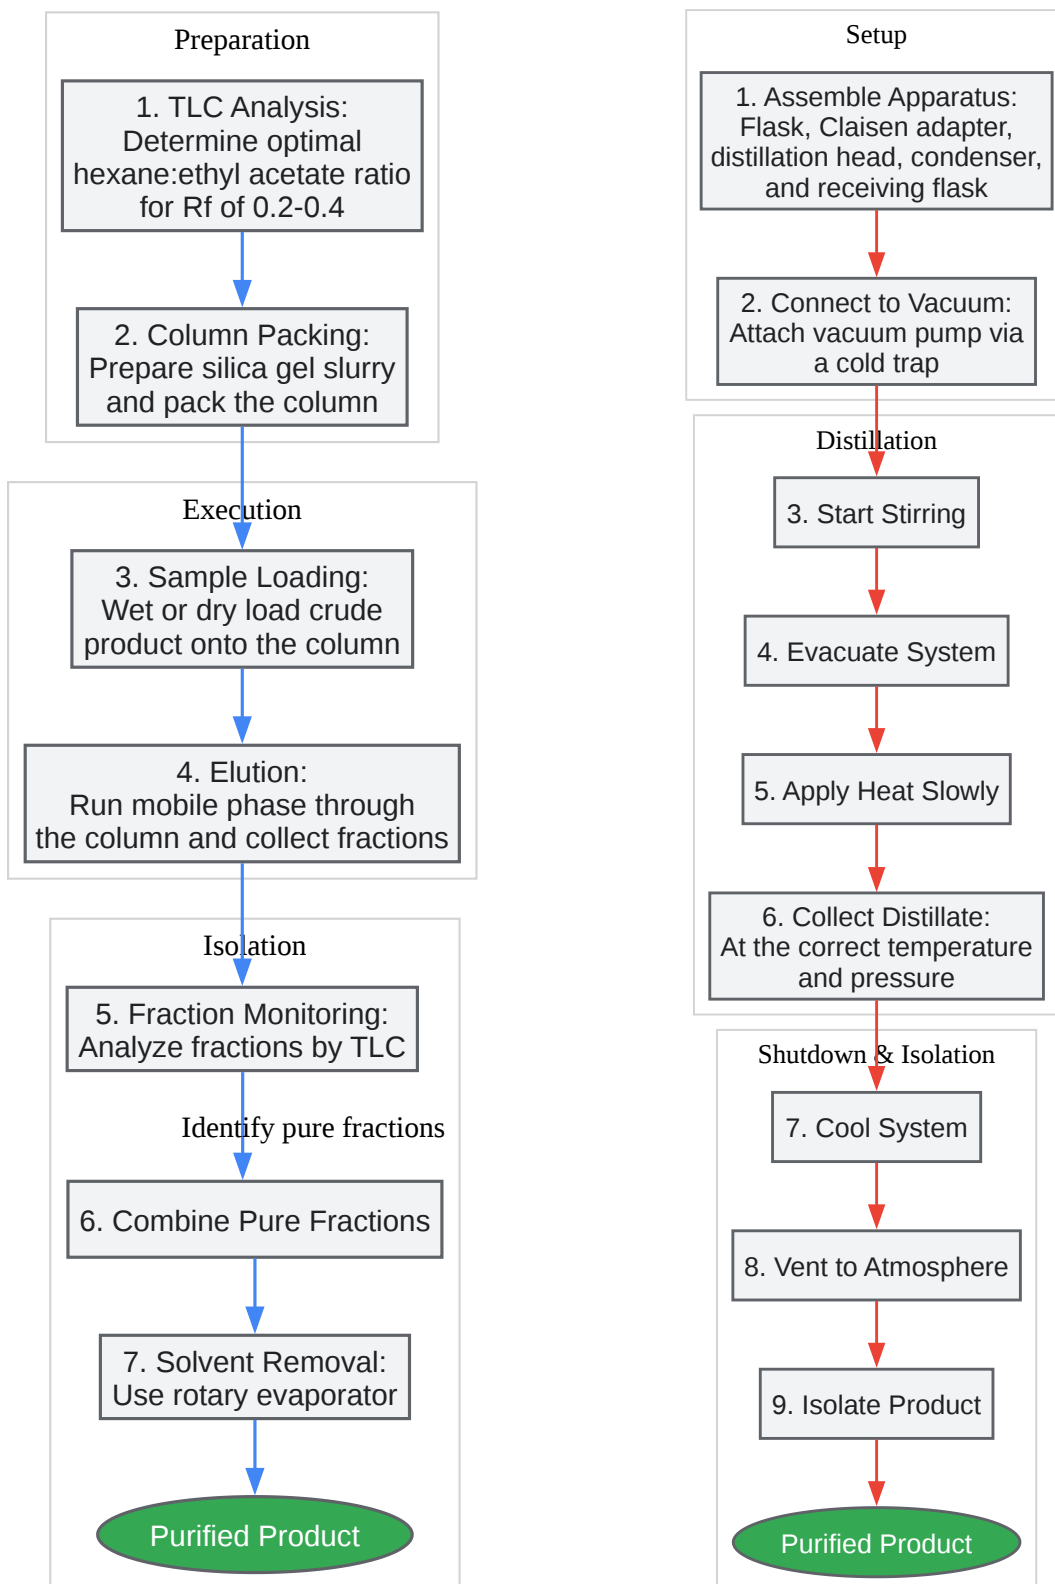 Preparation
1. TLC Analysis:
Determine optimal
hexane:ethyl acetate ratio
for Rf of 0.2-0.4
2. Column Packing:
Prepare silica gel slurry
and pack the column
Execution
3. Sample Loading:
Wet or dry load crude
product onto the column
4. Elution:
Run mobile phase through
the column and collect fractions
Isolation
5. Fraction Monitoring:
Analyze fractions by TLC
Identify pure fractions
6. Combine Pure Fractions
7. Solvent Removal:
Use rotary evaporator
Purified Product
Setup
1. Assemble Apparatus:
Flask, Claisen adapter,
distillation head, condenser,
and receiving flask
2. Connect to Vacuum:
Attach vacuum pump via
a cold trap
Distillation
3. Start Stirring
4. Evacuate System
5. Apply Heat Slowly
6. Collect Distillate:
At the correct temperature
and pressure
Shutdown & Isolation
7. Cool System
8. Vent to Atmosphere
9. Isolate Product
Purified Product